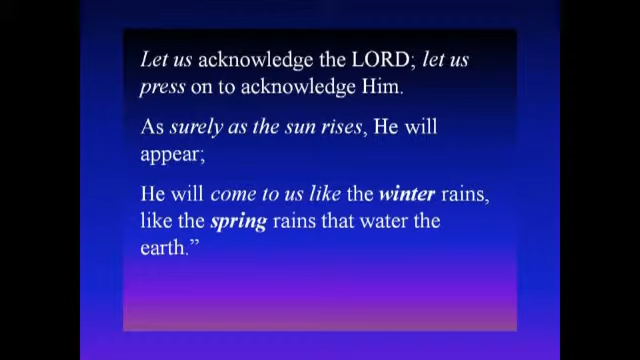 Let us acknowledge the LORD; let us
press on to acknowledge Him.
As surely as the sun rises, He will
appear;
He will come to us like the winter rains,
like the spring rains that water the
earth.”